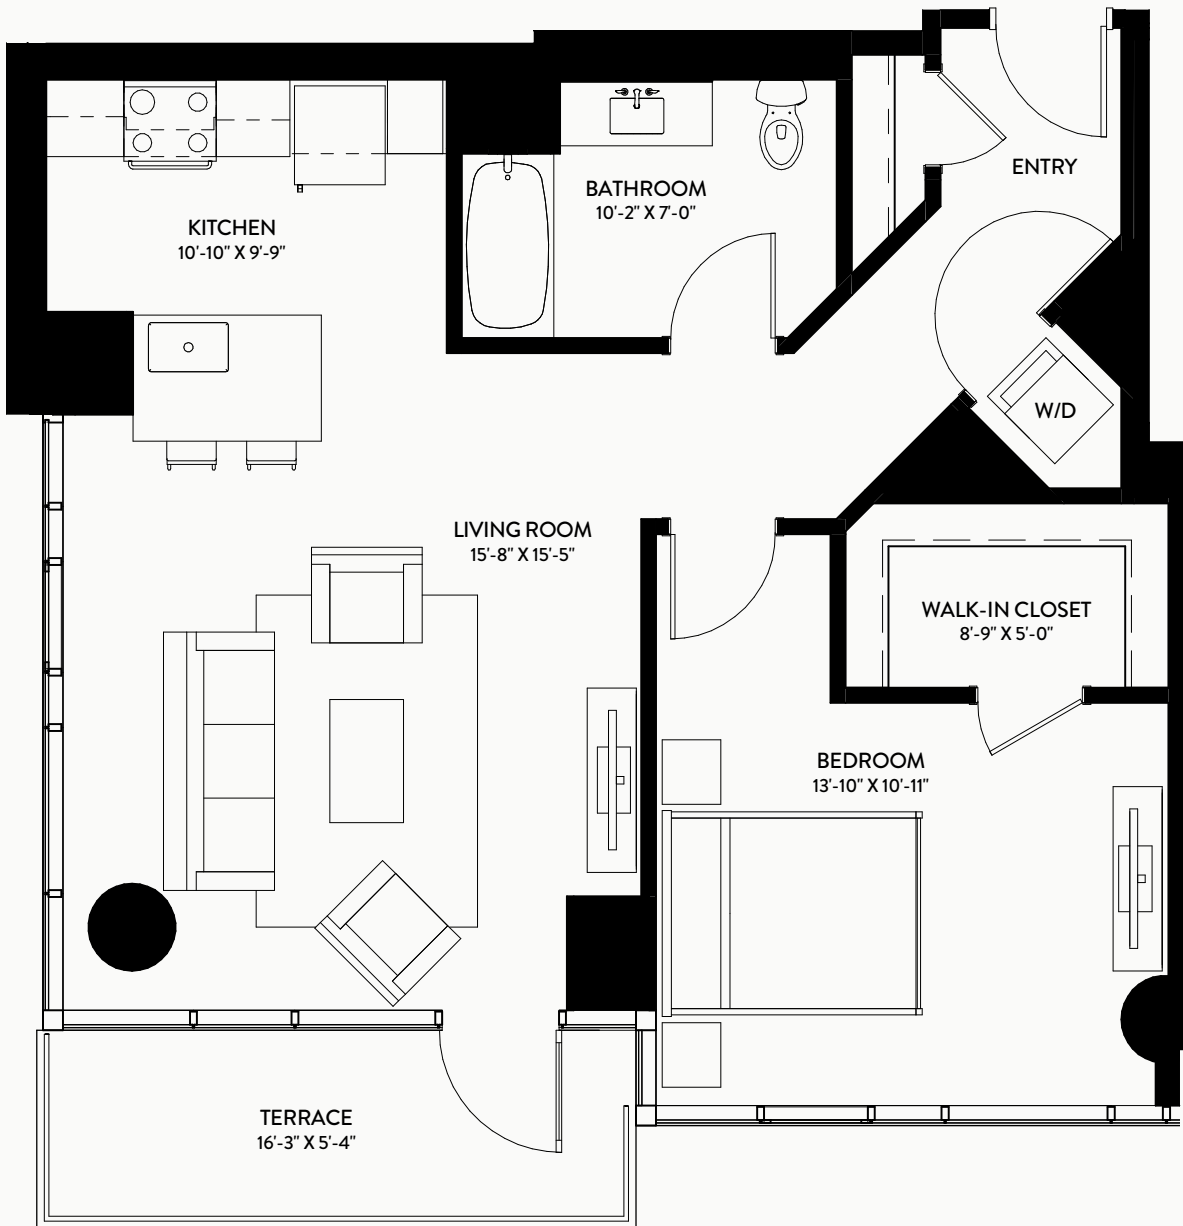 ENTRY
BATHROOM
10'-2" X 7'-0"
KITCHEN
10'-10" X 9'-9"
W/D
LIVING ROOM
15'-8" X 15'-5"
WALK-IN CLOSET
8'-9" X 5'-0"
BEDROOM
13'-10" X 10'-11"
TERRACE
16'-3" X 5'-4"